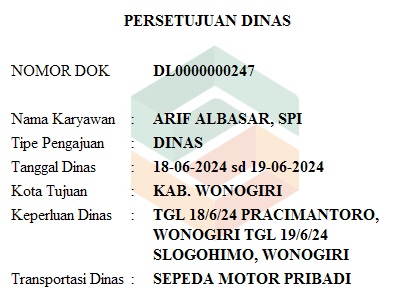 PERSETUJUAN DINAS
NOMOR DOK DL0000000247
Nama Karyawan : ARIF ALBASAR, SPI
Tipe Pengajuan : DINAS
Tanggal Dinas : 18-06-2024 sd 19-06-2024
Kota Tujuan : KAB. WONOGIRI
Keperluan Dinas : TGL 18/6/24 PRACIMANTORO,
WONOGIRI TGL 19/6/24
SLOGOHIMO, WONOGIRI
Transportasi Dinas : SEPEDA MOTOR PRIBADI